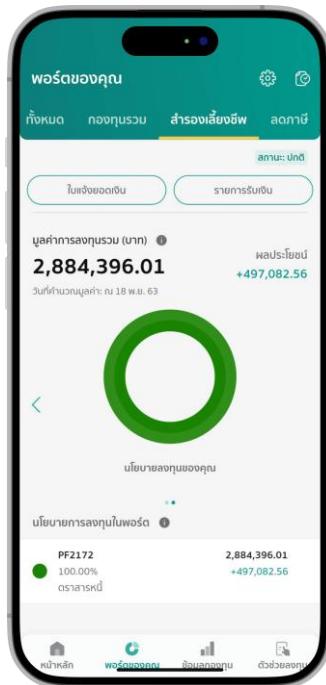 พอร์ตของคุณ
ทั้งหมด กองทุนรวม สำรองเลี้ยงชีพ ลดภาษี
สถานะ: ปกติ
ใบแจ้งยอดเงิน รายการรับเงิน
มูลค่าการลงทุนรวม (บาท)
ผลประโยชน์
2,884,396.01
+497,082.56
วันที่คำนวณมูลค่า: ณ 18 พ.ย. 63
นโยบายลงทุนของคุณ
นโยบายการลงทุนในพอร์ต
PF2172 2,884,396.01
100.00% +497,082.56
ตราสารหนี้
หน้าหลัก พอร์ตของคุณ ข้อมูลกองทุน ตัวช่วยลงทุน